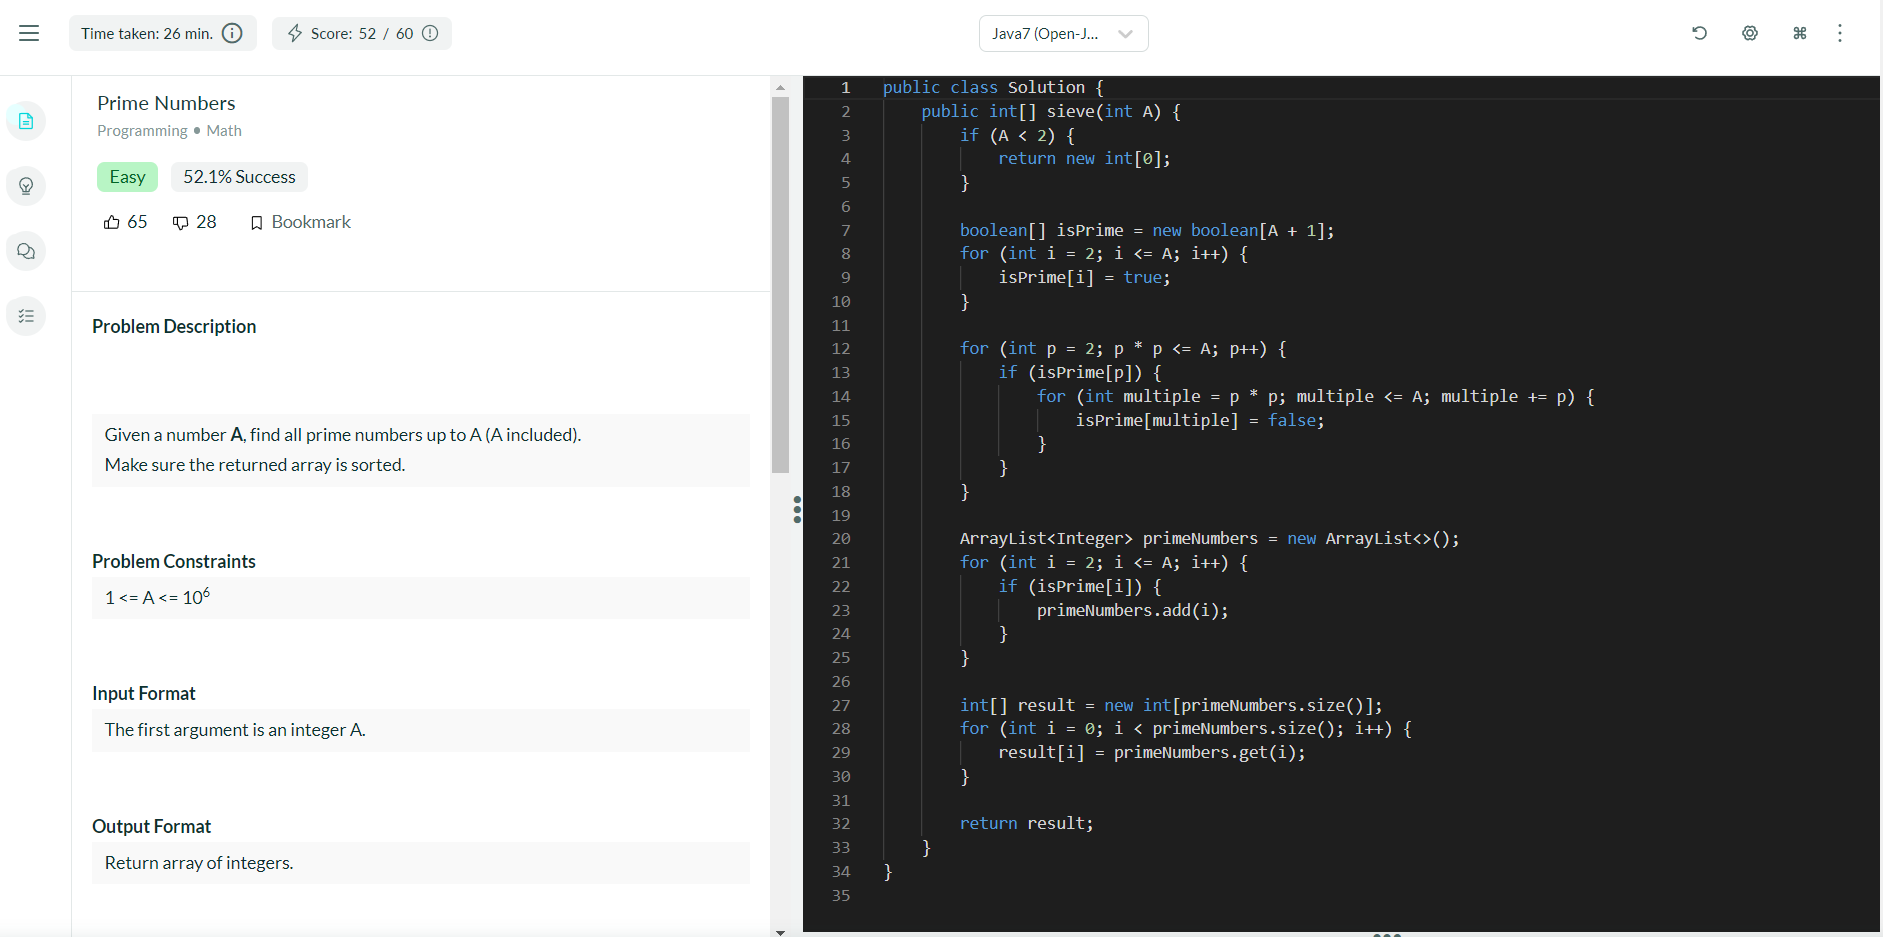 Time taken: 26 min.
Score: 52 / 60
Java7 (Open-J...
Prime Numbers
Programming • Math
Easy
52.1% Success
65
28
Bookmark
Problem Description
Given a number A, find all prime numbers up to A (A included).
Make sure the returned array is sorted.
Problem Constraints
1 <= A <= 10⁶
Input Format
The first argument is an integer A.
Output Format
Return array of integers.
1 public class Solution {
2     public int[] sieve(int A) {
3         if (A < 2) {
4             return new int[0];
5         }
6
7         boolean[] isPrime = new boolean[A + 1];
8         for (int i = 2; i <= A; i++) {
9             isPrime[i] = true;
10         }
11
12         for (int p = 2; p * p <= A; p++) {
13             if (isPrime[p]) {
14                 for (int multiple = p * p; multiple <= A; multiple += p) {
15                     isPrime[multiple] = false;
16                 }
17             }
18         }
19
20         ArrayList<Integer> primeNumbers = new ArrayList<>();
21         for (int i = 2; i <= A; i++) {
22             if (isPrime[i]) {
23                 primeNumbers.add(i);
24             }
25         }
26
27         int[] result = new int[primeNumbers.size()];
28         for (int i = 0; i < primeNumbers.size(); i++) {
29             result[i] = primeNumbers.get(i);
30         }
31
32         return result;
33     }
34 }
35